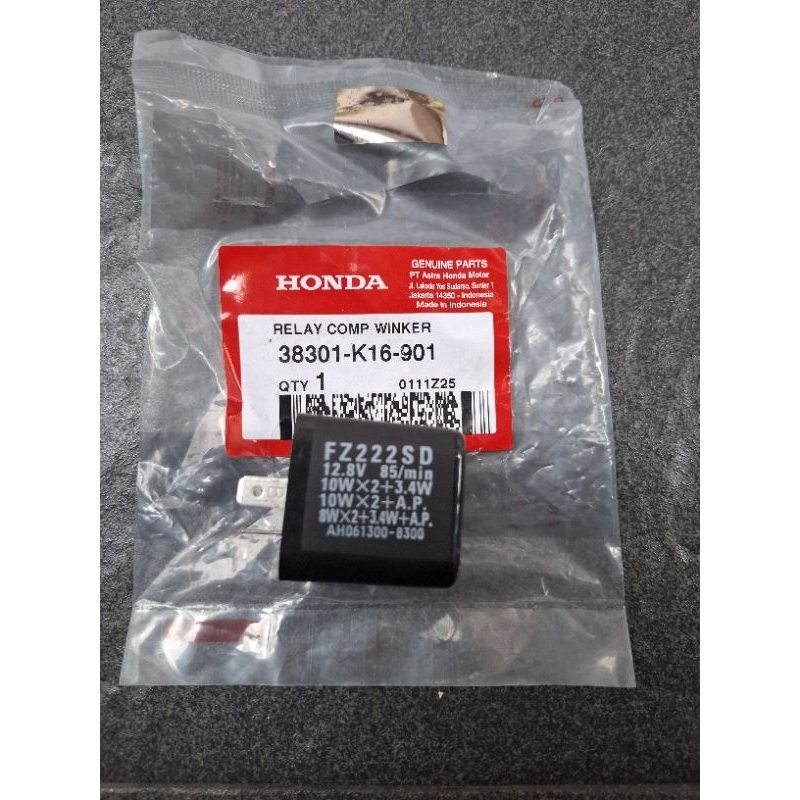 HONDA
GENUINE PARTS
PT Astra Honda Motor
Jl. Laksda Yos Sudarso, Sunter 1
Jakarta 14350 - Indonesia
Made in Indonesia
RELAY COMP WINKER
38301-K16-901
QTY 1 0111Z25
FZ222SD
12.8V 85/min
10W×2+3.4W
10W×2+A.P.
8W×2+3.4W+A.P.
AH061300-8300